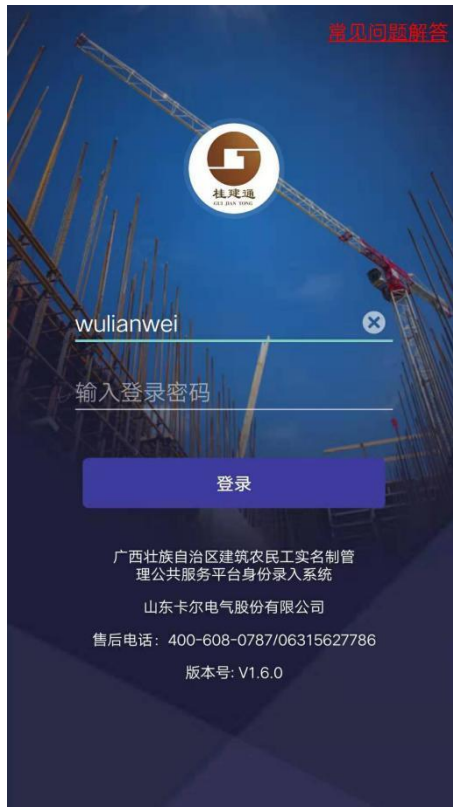 常见问题解答
桂建通
GUI JIAN TONG
wulianwei
输入登录密码
登录
广西壮族自治区建筑农民工实名制管
理公共服务平台身份录入系统
山东卡尔电气股份有限公司
售后电话：400-608-0787/06315627786
版本号: V1.6.0